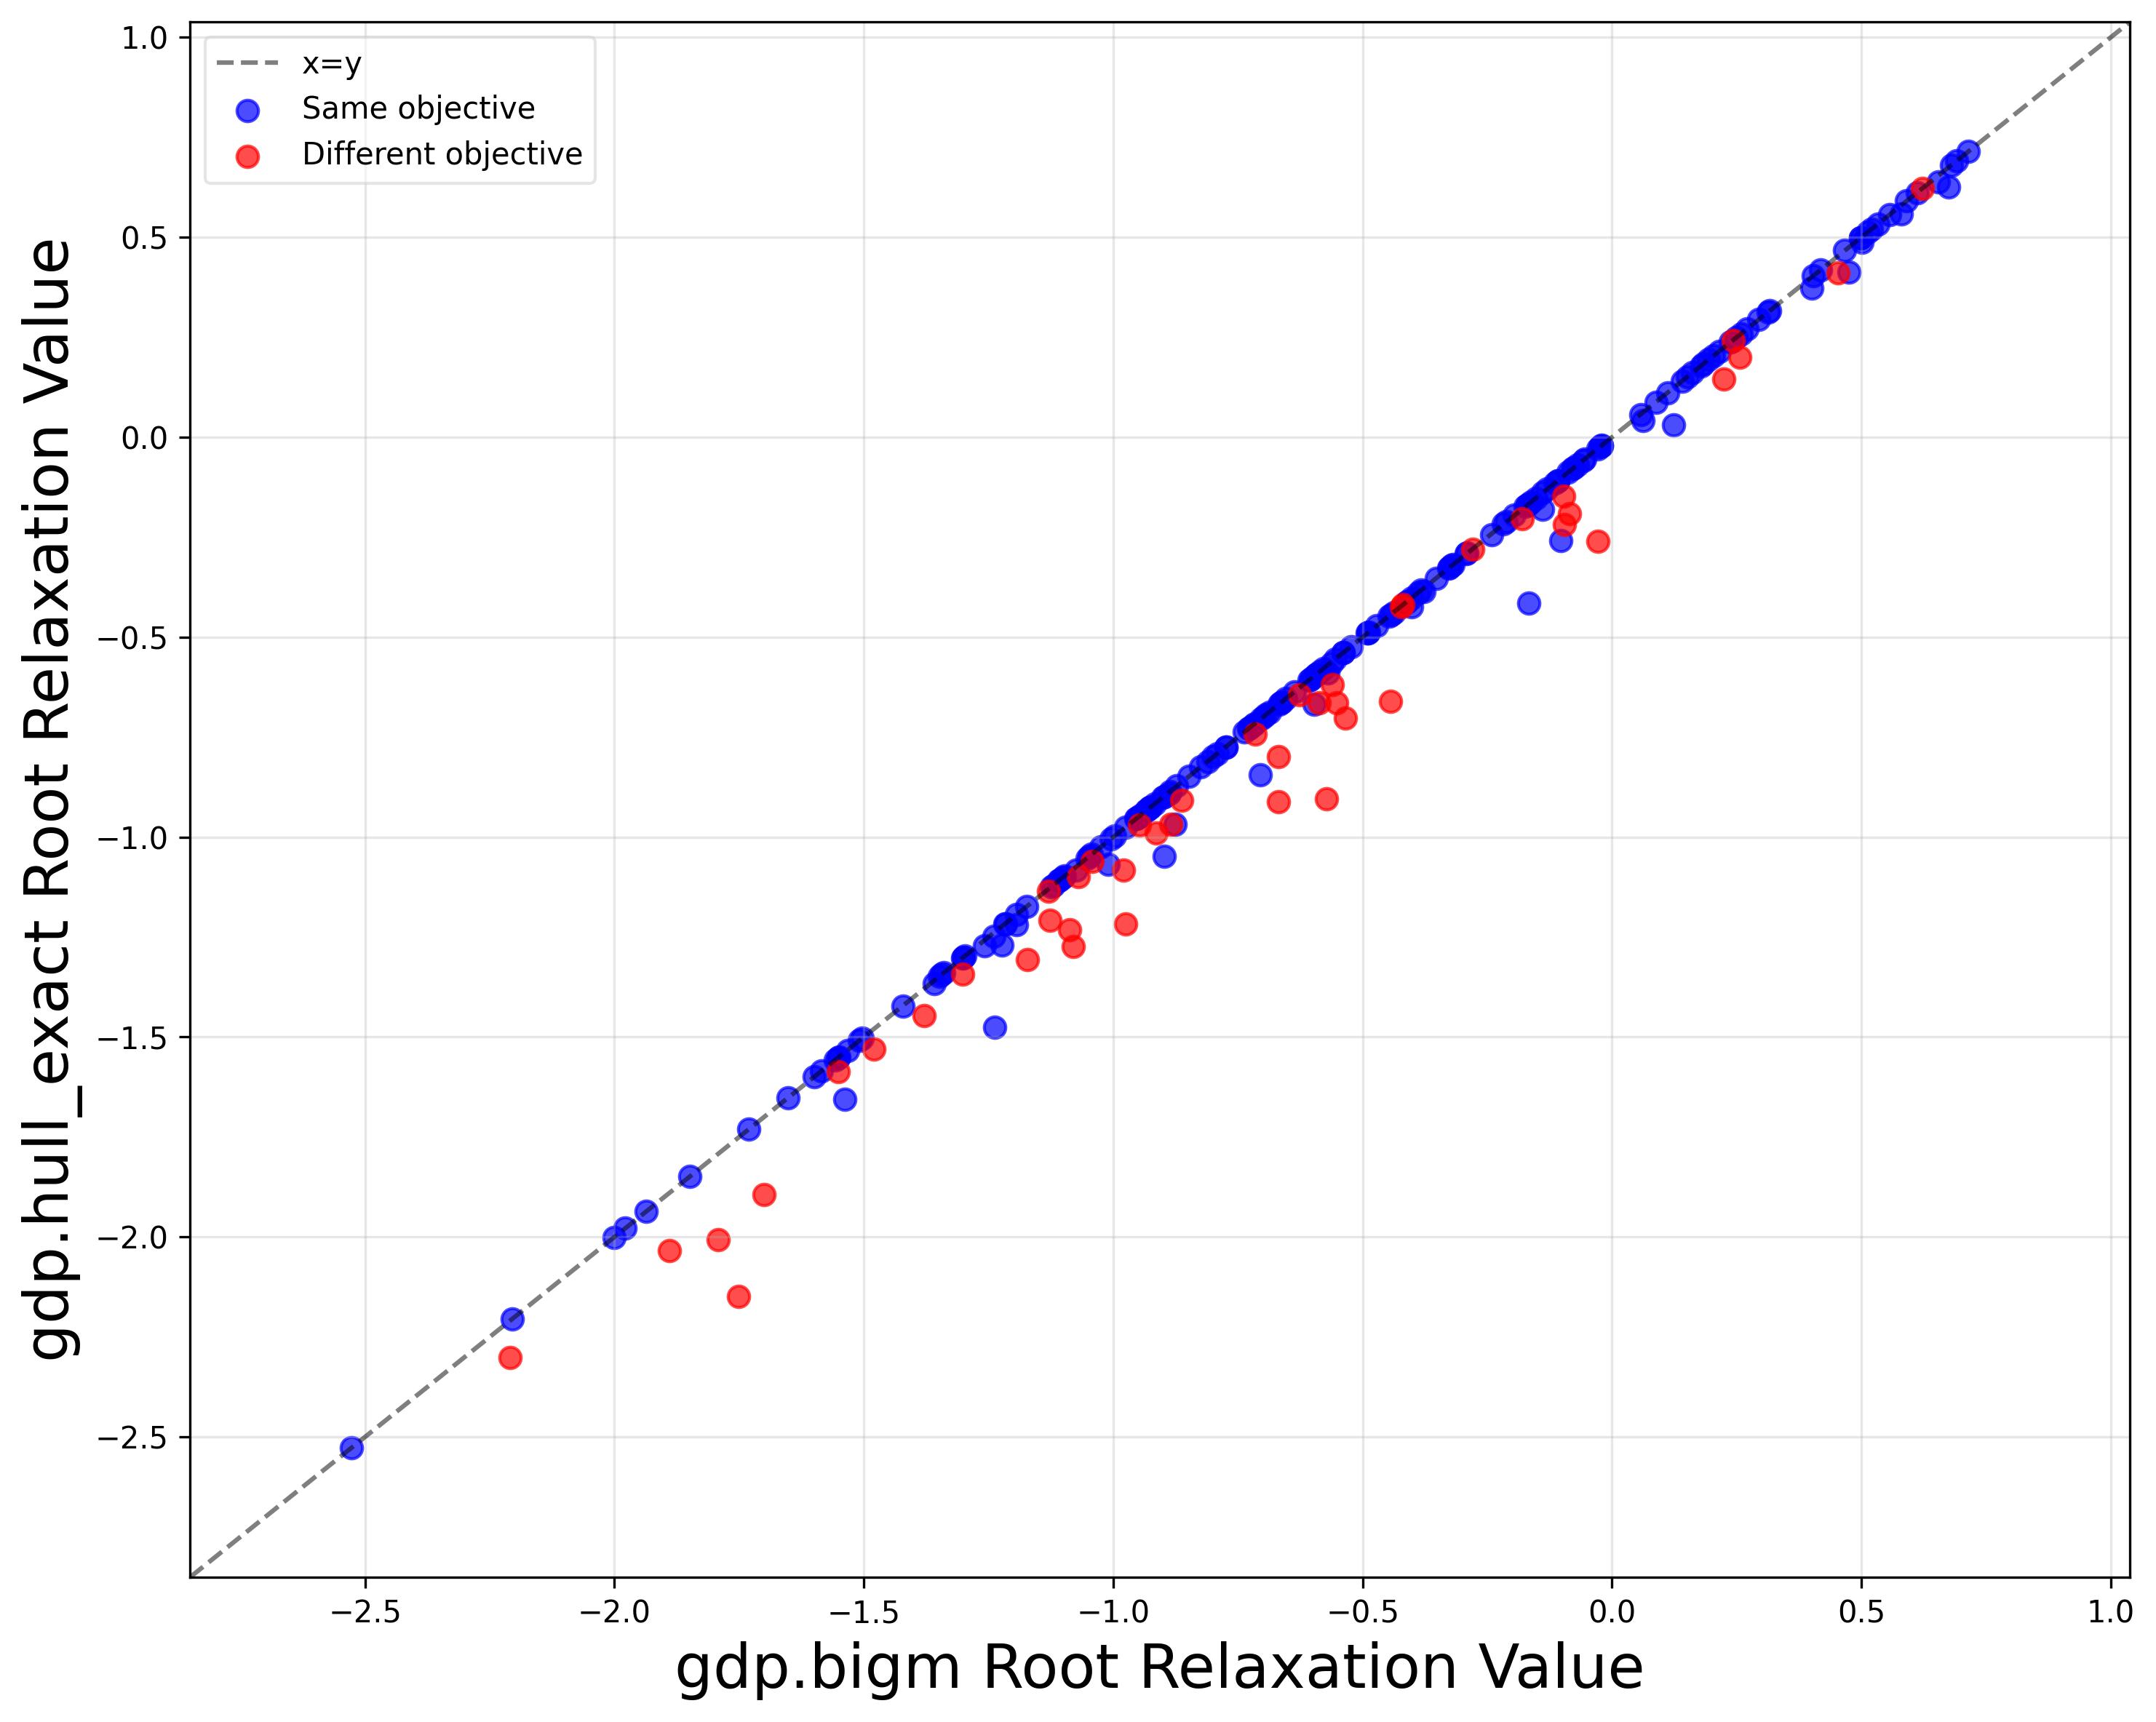 x=y
Same objective
Different objective
gdp.hull_exact Root Relaxation Value
1.0
0.5
0.0
−0.5
−1.0
−1.5
−2.0
−2.5
−2.5 −2.0 −1.5 −1.0 −0.5 0.0 0.5 1.0
gdp.bigm Root Relaxation Value